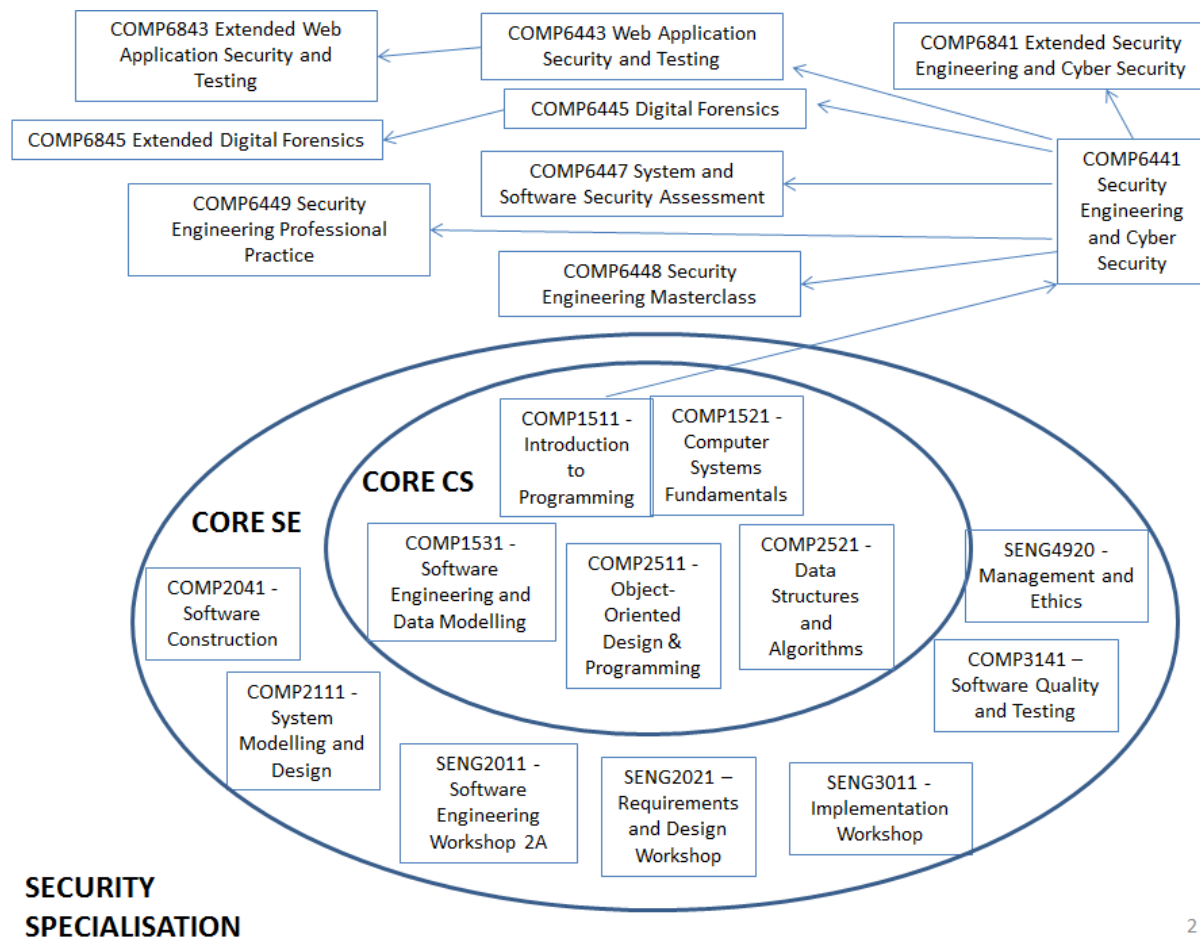 COMP6843 Extended Web
Application Security and
Testing
COMP6443 Web Application
Security and Testing
COMP6841 Extended Security
Engineering and Cyber Security
COMP6445 Digital Forensics
COMP6845 Extended Digital Forensics
COMP6447 System and
Software Security Assessment
COMP6441
Security
Engineering
and Cyber
Security
COMP6449 Security
Engineering Professional
Practice
COMP6448 Security
Engineering Masterclass
CORE SE
CORE CS
COMP1511 -
Introduction
to
Programming
COMP1521 -
Computer
Systems
Fundamentals
COMP1531 -
Software
Engineering and
Data Modelling
COMP2511 -
Object-
Oriented
Design &
Programming
COMP2521 -
Data
Structures
and
Algorithms
SENG4920 -
Management and
Ethics
COMP2041 -
Software
Construction
COMP3141 –
Software Quality
and Testing
COMP2111 -
System
Modelling and
Design
SENG2011 -
Software
Engineering
Workshop 2A
SENG2021 –
Requirements
and Design
Workshop
SENG3011 -
Implementation
Workshop
SECURITY
SPECIALISATION
2